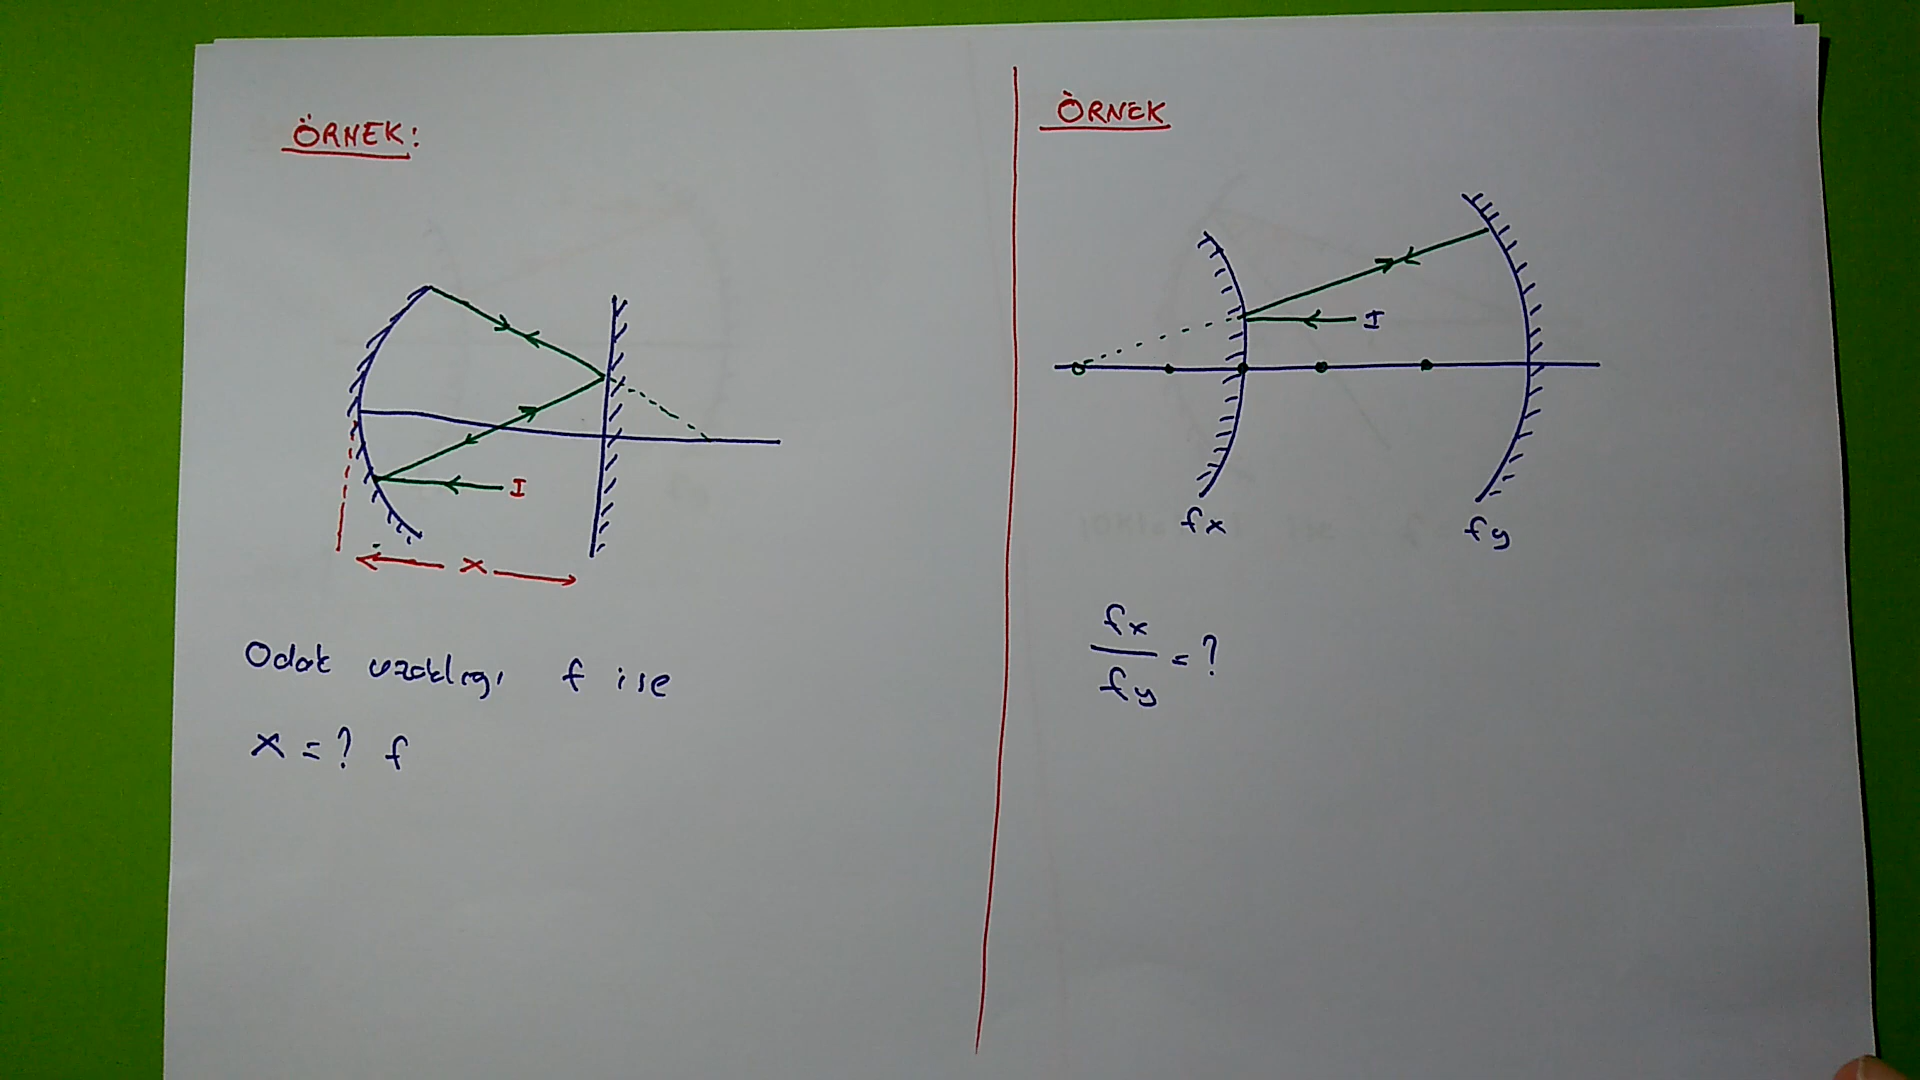 ÖRNEK:
I
x
Odak uzaklığı f ise
x = ? f
ÖRNEK
I
fx
fy
fx
fy
= ?